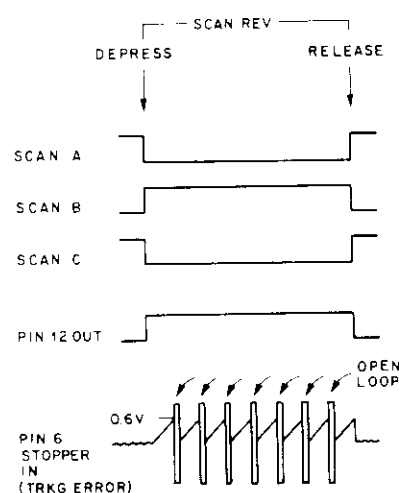 SCAN REV
DEPRESS
RELEASE
SCAN A
SCAN B
SCAN C
PIN 12 OUT
OPEN
LOOP
0.6V
PIN 6
STOPPER
IN
(TRKG ERROR)